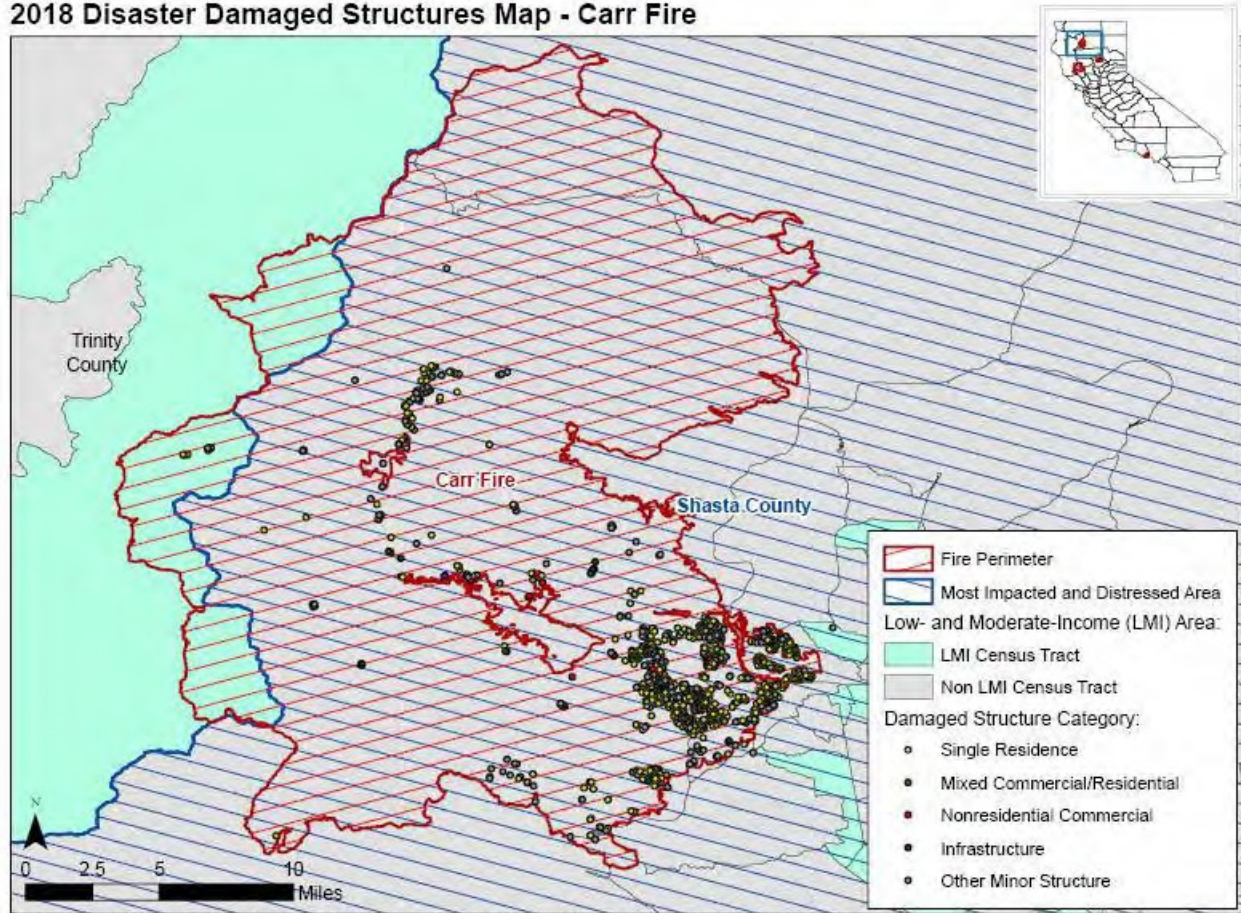 2018 Disaster Damaged Structures Map - Carr Fire
Trinity
County
Carr Fire
Shasta County
Fire Perimeter
Most Impacted and Distressed Area
Low- and Moderate-Income (LMI) Area:
LMI Census Tract
Non LMI Census Tract
Damaged Structure Category:
Single Residence
Mixed Commercial/Residential
Nonresidential Commercial
Infrastructure
Other Minor Structure
N
0 2.5 5 10
Miles